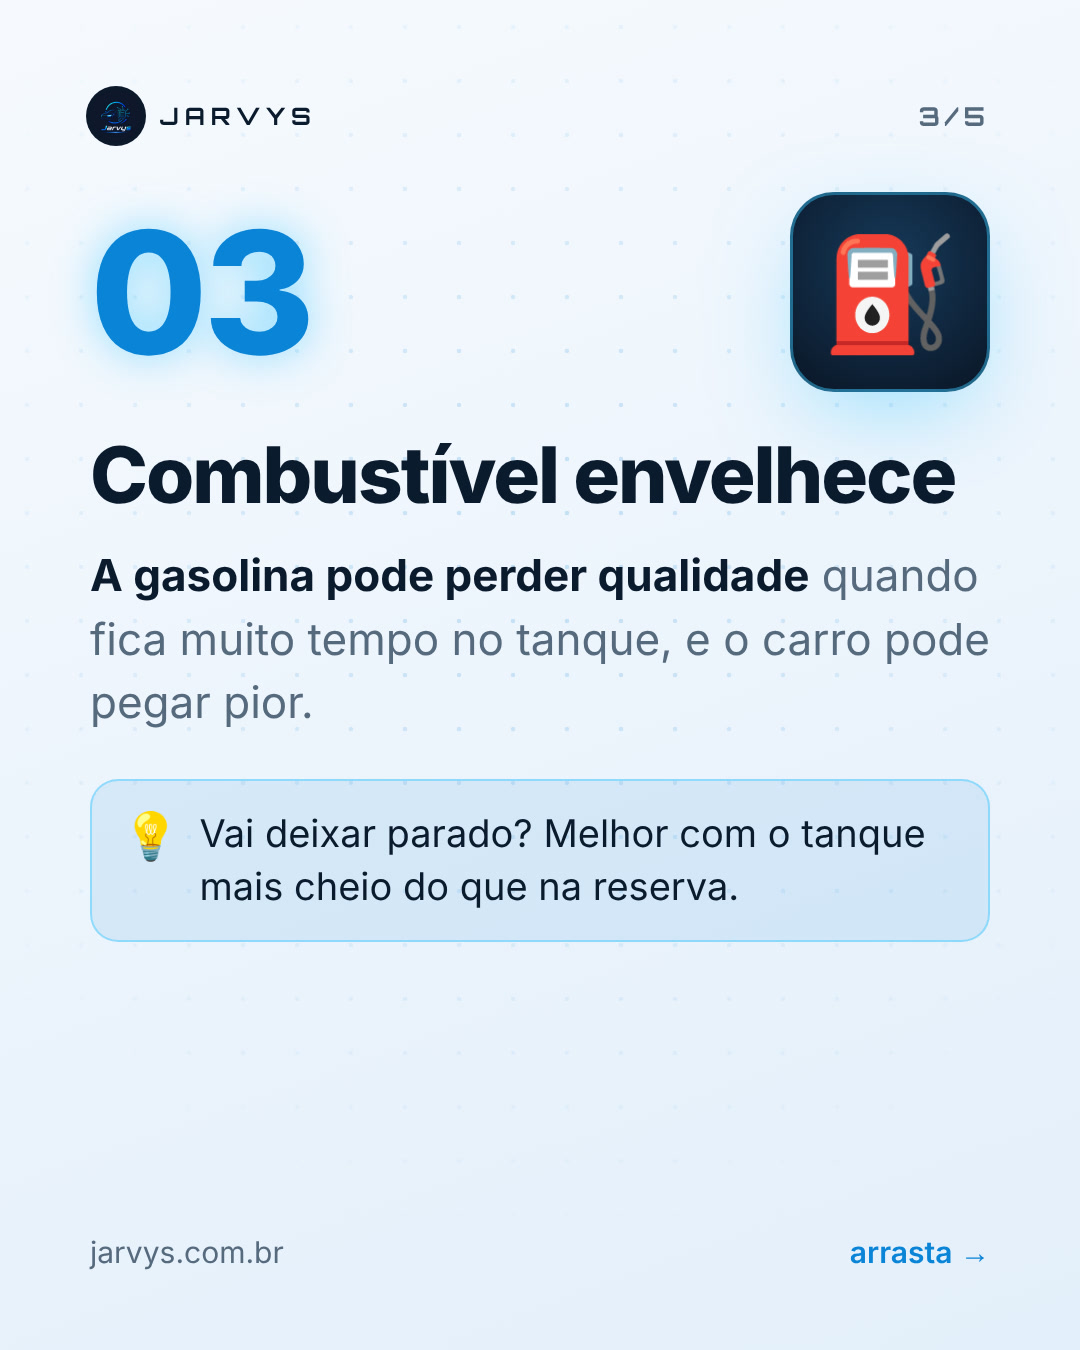 Jarvys
JARVYS
3/5
03
Combustível envelhece
A gasolina pode perder qualidade quando
fica muito tempo no tanque, e o carro pode
pegar pior.
Vai deixar parado? Melhor com o tanque
mais cheio do que na reserva.
jarvys.com.br
arrasta →